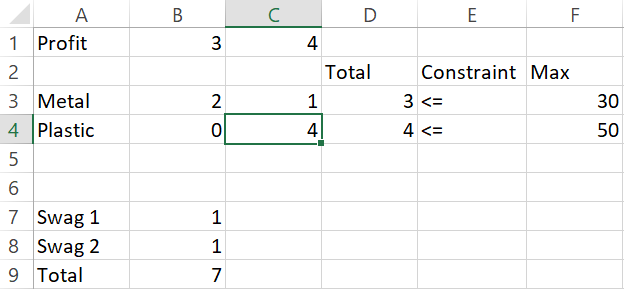 A B C D E F
1 Profit 3 4
2 Total Constraint Max
3 Metal 2 1 3 <= 30
4 Plastic 0 4 4 <= 50
5
6
7 Swag 1 1
8 Swag 2 1
9 Total 7